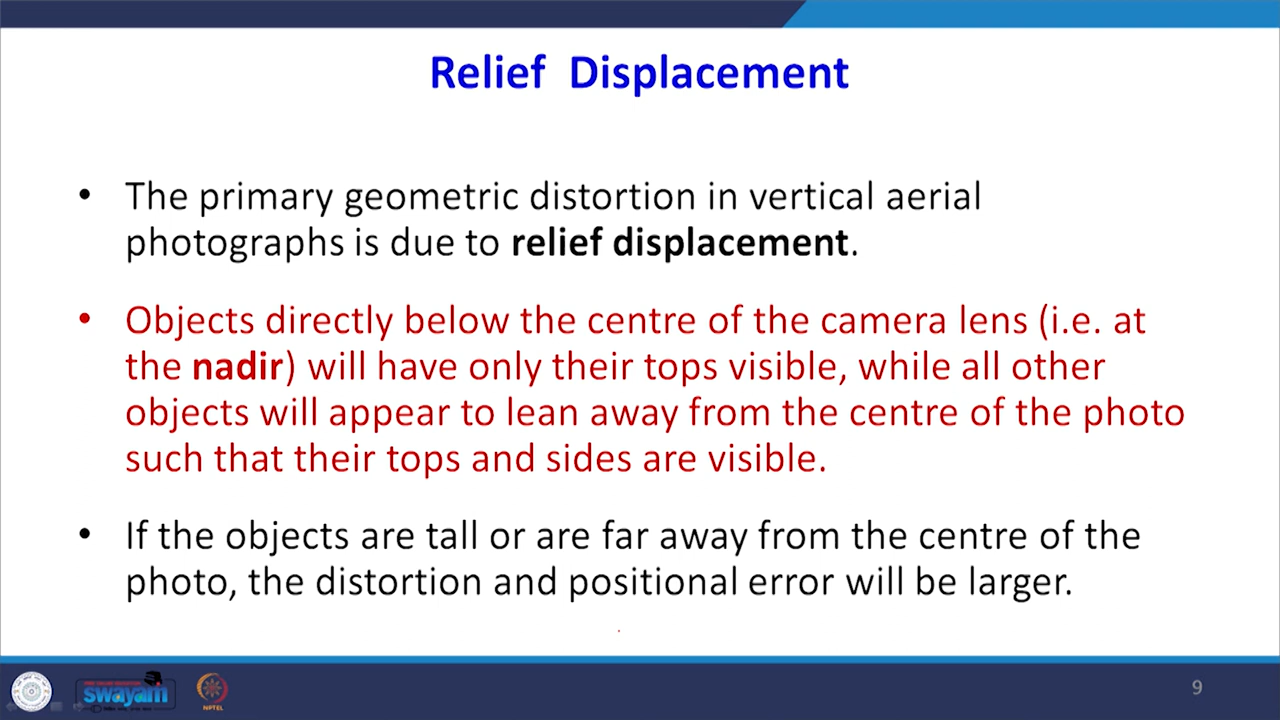 Relief Displacement
• The primary geometric distortion in vertical aerial
photographs is due to relief displacement.
• Objects directly below the centre of the camera lens (i.e. at
the nadir) will have only their tops visible, while all other
objects will appear to lean away from the centre of the photo
such that their tops and sides are visible.
• If the objects are tall or are far away from the centre of the
photo, the distortion and positional error will be larger.
swayam
NPTEL
9